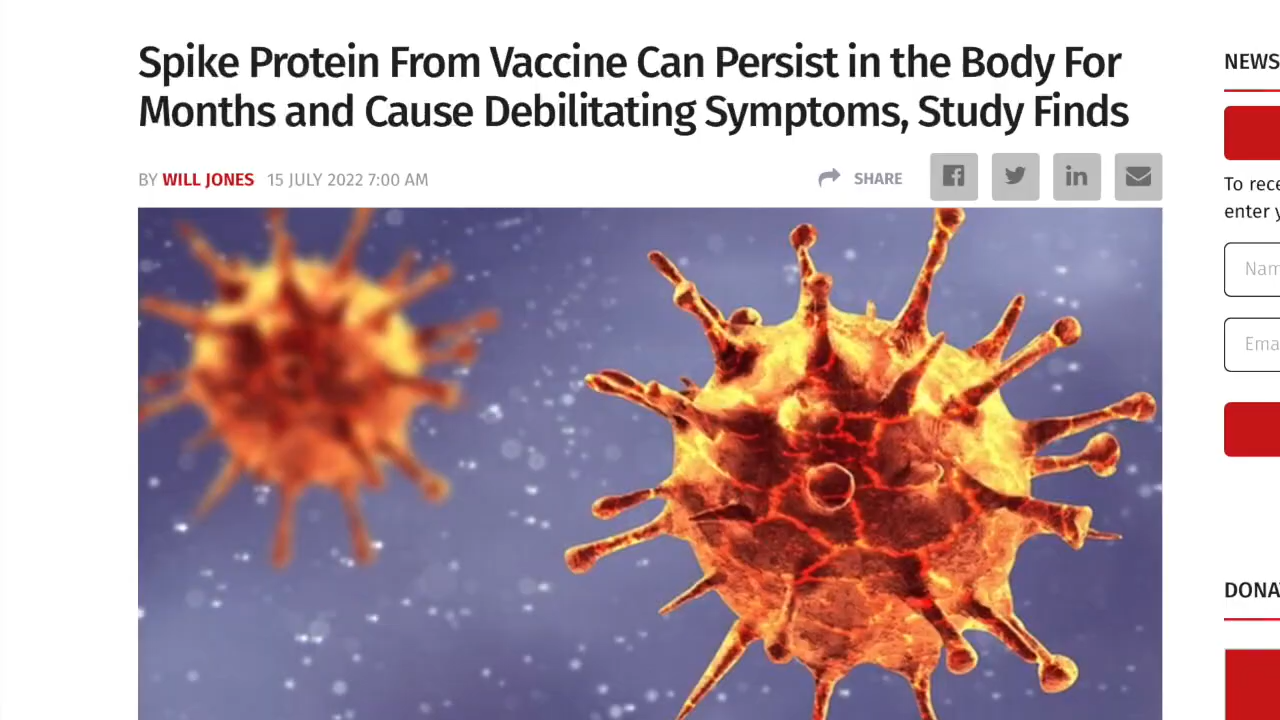 Spike Protein From Vaccine Can Persist in the Body For
Months and Cause Debilitating Symptoms, Study Finds
BY WILL JONES 15 JULY 2022 7:00 AM
SHARE
NEWS
To rece
enter y
Nam
Ema
DONA